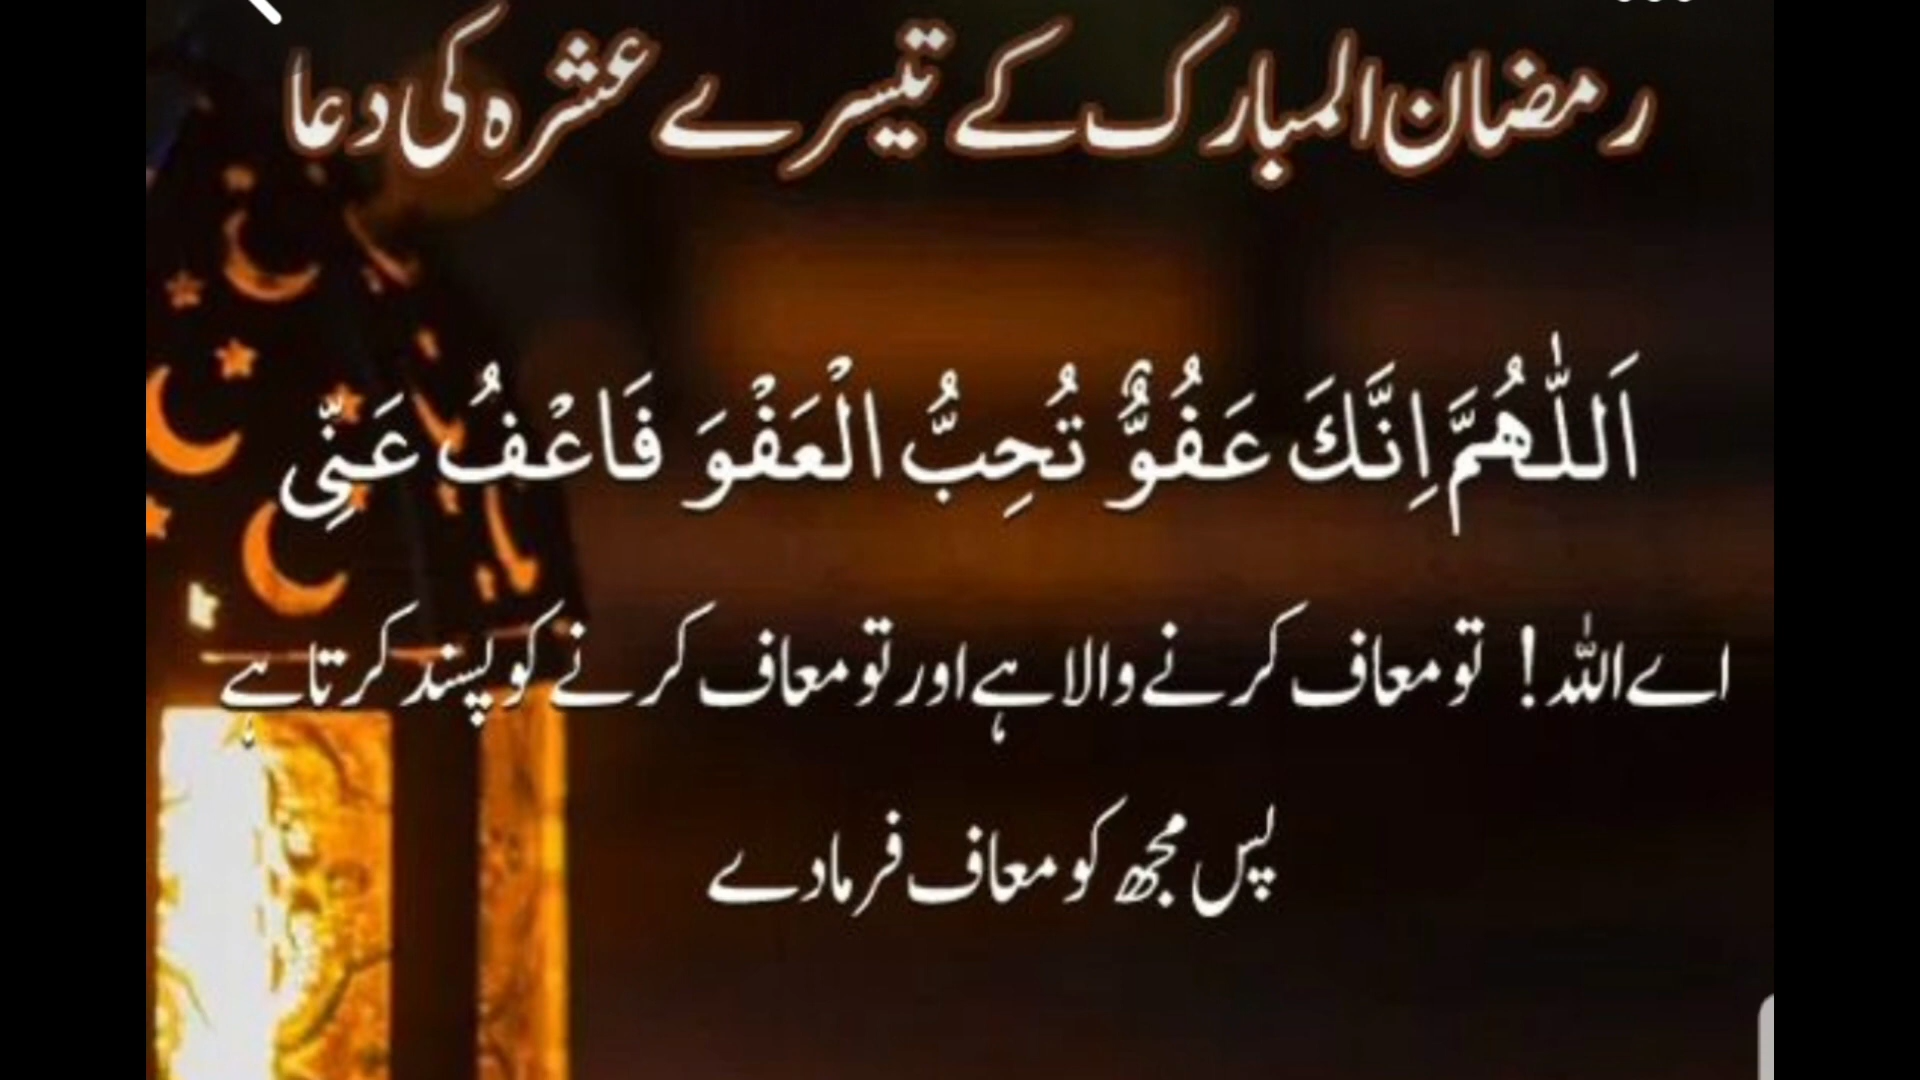 رمضان المبارک کے تیسرے عشرہ کی دعا
اَللّٰهُمَّ اِنَّكَ عَفُوٌّ تُحِبُّ الْعَفْوَ فَاعْفُ عَنِّی
اے اللہ! تو معاف کرنے والا ہے اور تو معاف کرنے کو پسند کرتا ہے
پس مجھ کو معاف فرمادے